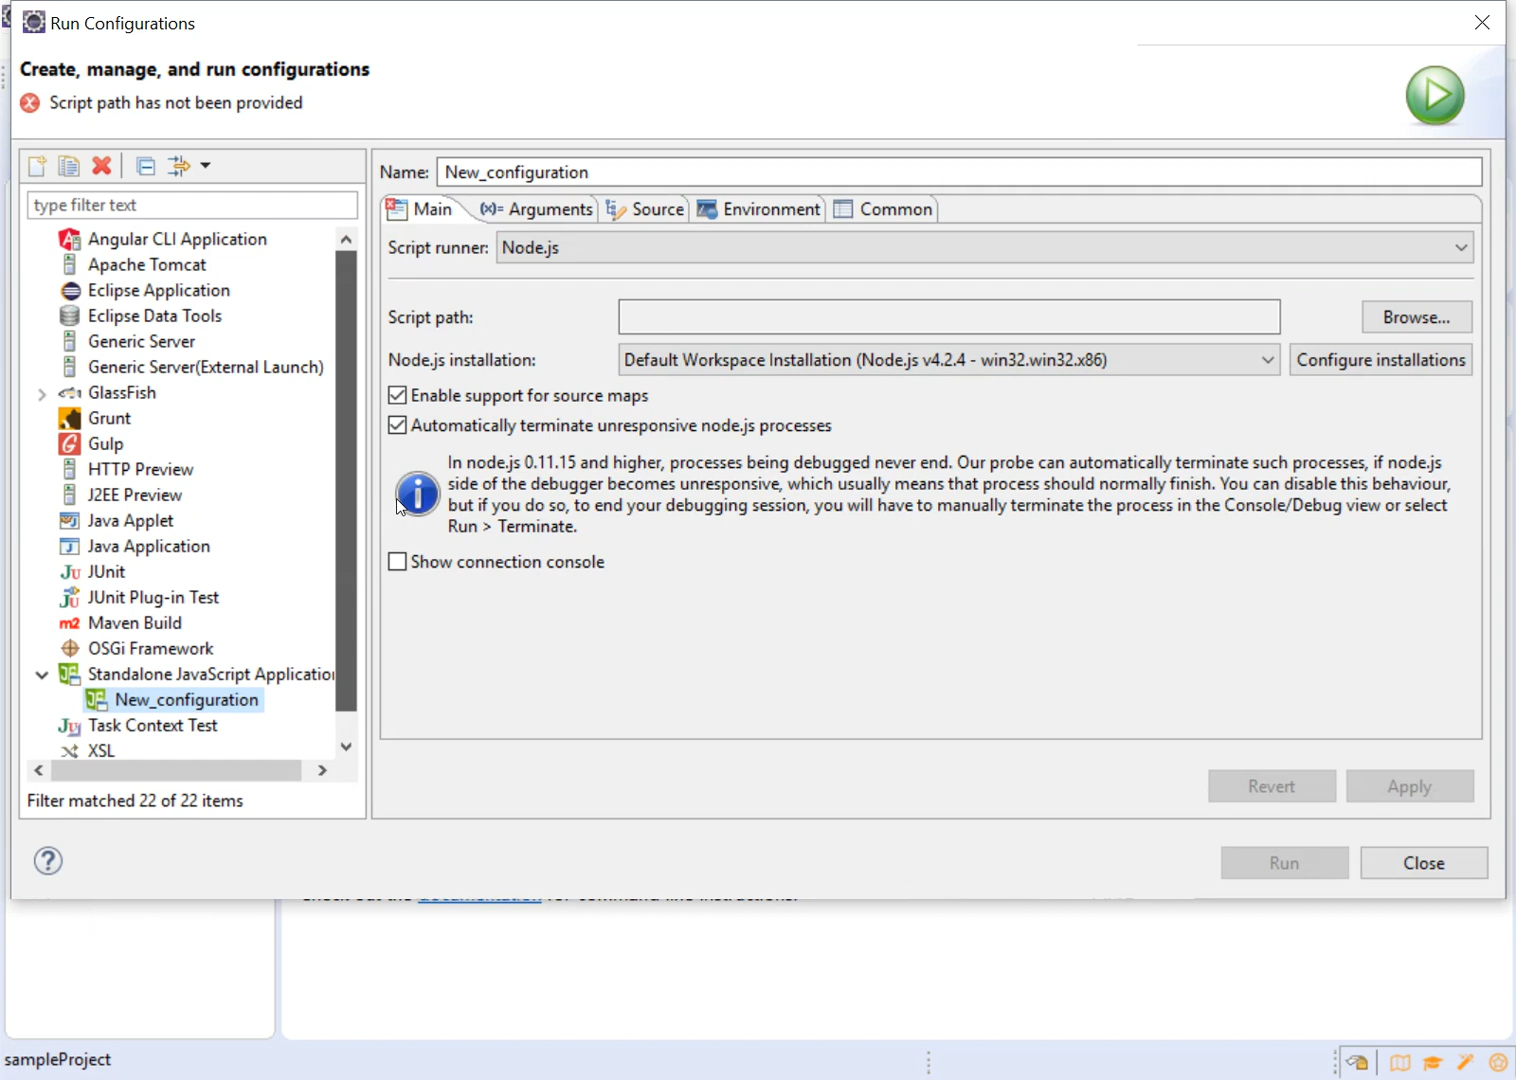 Run Configurations
Create, manage, and run configurations
Script path has not been provided
type filter text
Angular CLI Application
Apache Tomcat
Eclipse Application
Eclipse Data Tools
Generic Server
Generic Server(External Launch)
GlassFish
Grunt
Gulp
HTTP Preview
J2EE Preview
Java Applet
Java Application
JUnit
JUnit Plug-in Test
Maven Build
OSGi Framework
Standalone JavaScript Applicatio
New_configuration
Task Context Test
XSL
Filter matched 22 of 22 items
Name: New_configuration
Main (x)= Arguments Source Environment Common
Script runner: Node.js
Script path: Browse...
Node.js installation: Default Workspace Installation (Node.js v4.2.4 - win32.win32.x86) Configure installations
Enable support for source maps
Automatically terminate unresponsive node.js processes
In node.js 0.11.15 and higher, processes being debugged never end. Our probe can automatically terminate such processes, if node.js
side of the debugger becomes unresponsive, which usually means that process should normally finish. You can disable this behaviour,
but if you do so, to end your debugging session, you will have to manually terminate the process in the Console/Debug view or select
Run > Terminate.
Show connection console
Revert Apply
Run Close
sampleProject